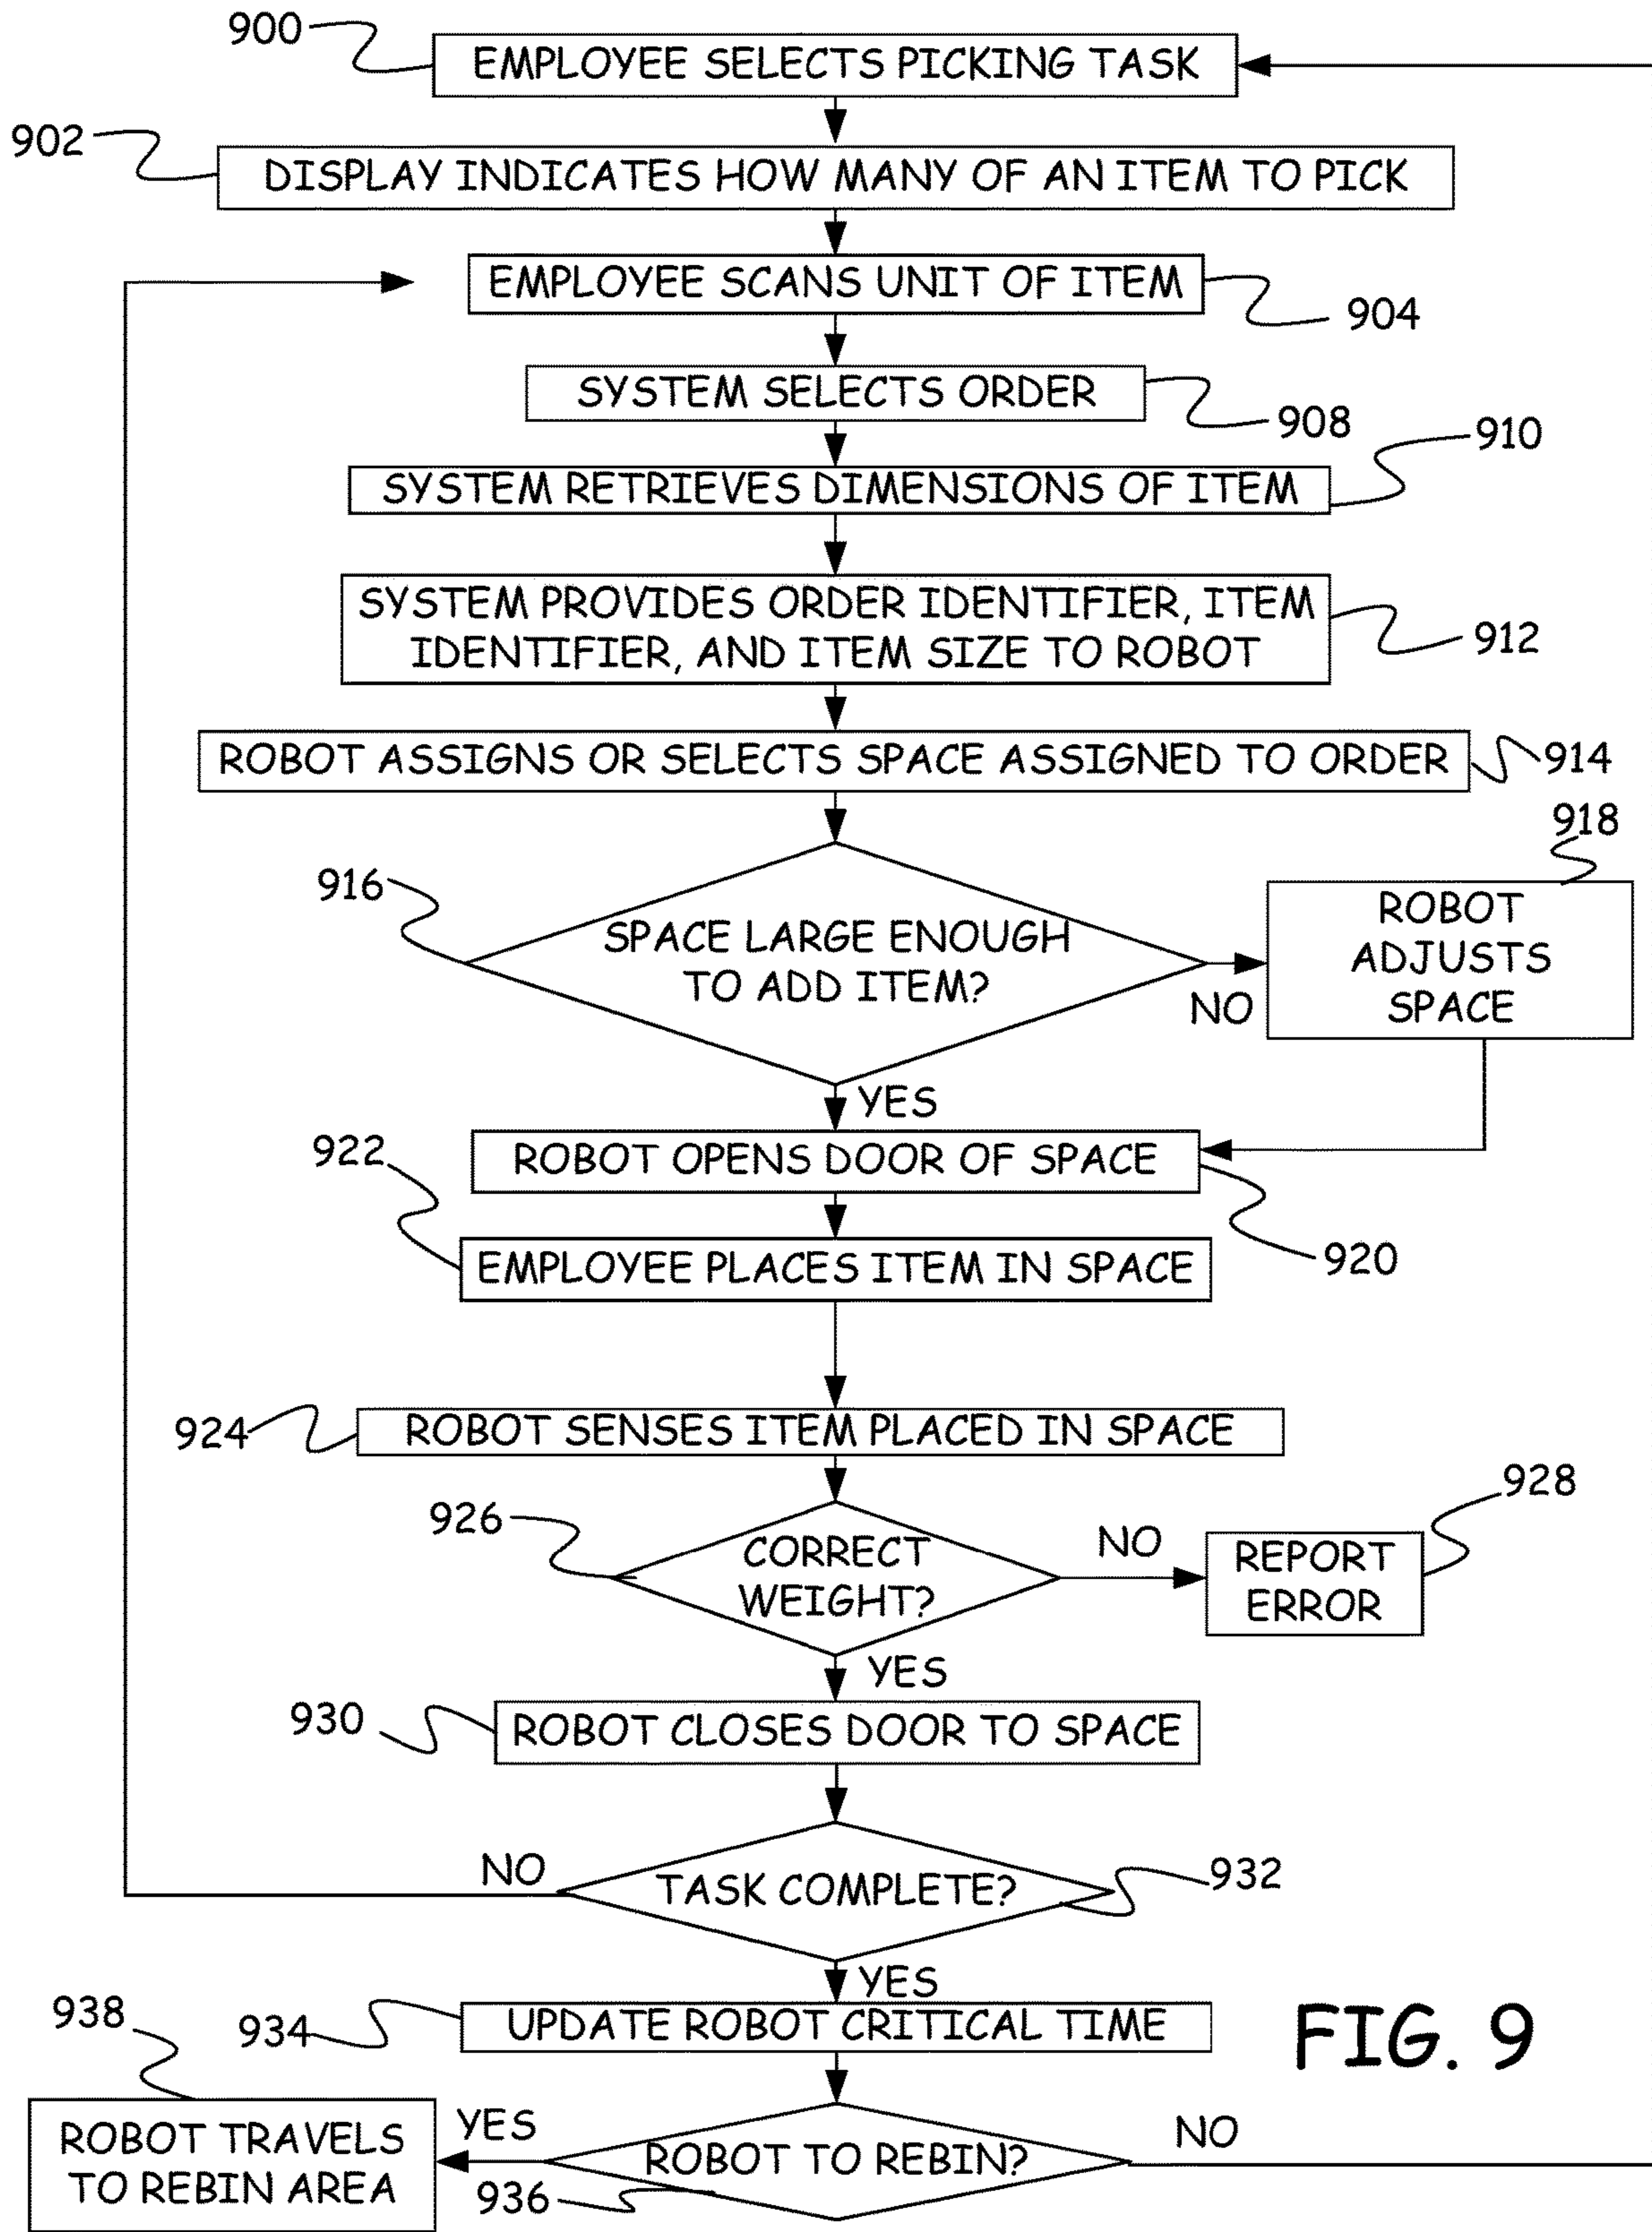 900
EMPLOYEE SELECTS PICKING TASK
902
DISPLAY INDICATES HOW MANY OF AN ITEM TO PICK
EMPLOYEE SCANS UNIT OF ITEM
904
SYSTEM SELECTS ORDER
908
910
SYSTEM RETRIEVES DIMENSIONS OF ITEM
SYSTEM PROVIDES ORDER IDENTIFIER, ITEM
IDENTIFIER, AND ITEM SIZE TO ROBOT
912
ROBOT ASSIGNS OR SELECTS SPACE ASSIGNED TO ORDER
914
916
SPACE LARGE ENOUGH
TO ADD ITEM?
NO
918
ROBOT
ADJUSTS
SPACE
YES
922
ROBOT OPENS DOOR OF SPACE
920
EMPLOYEE PLACES ITEM IN SPACE
924
ROBOT SENSES ITEM PLACED IN SPACE
926
CORRECT
WEIGHT?
NO
928
REPORT
ERROR
YES
930
ROBOT CLOSES DOOR TO SPACE
NO
TASK COMPLETE?
932
YES
938
934
UPDATE ROBOT CRITICAL TIME
FIG. 9
ROBOT TRAVELS
TO REBIN AREA
YES
ROBOT TO REBIN?
NO
936